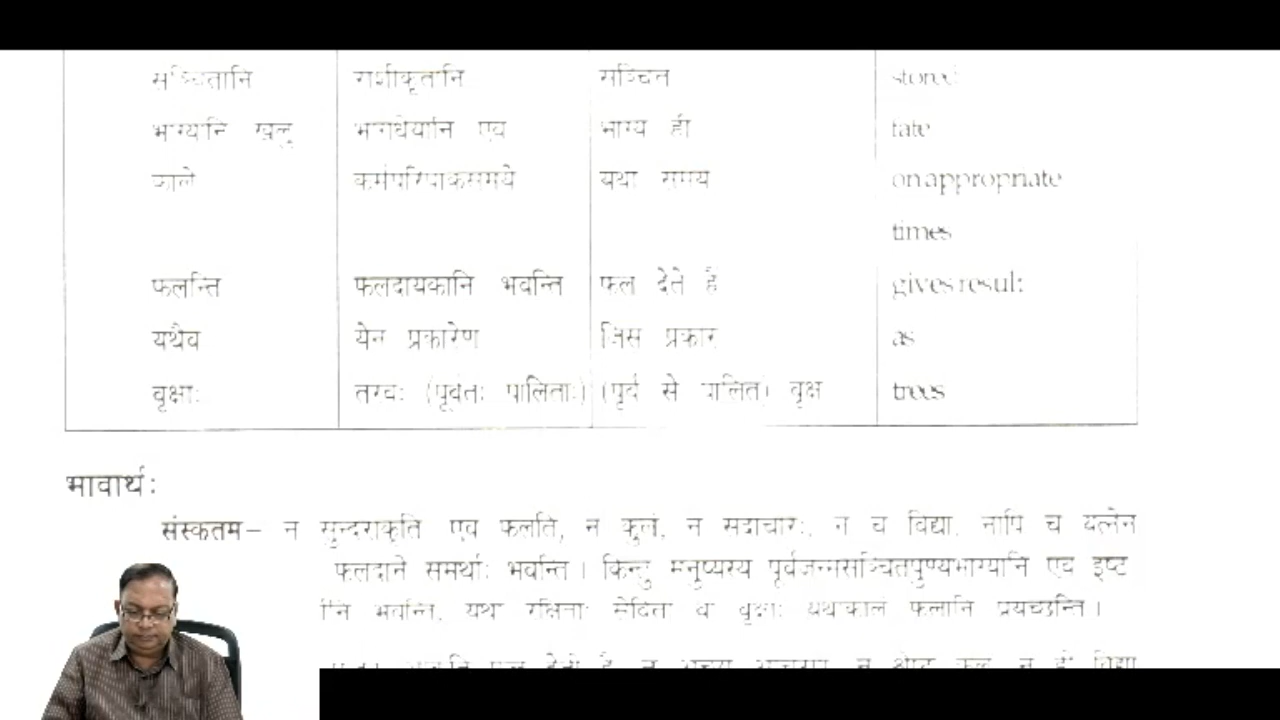 सञ्चितानि राशीकृतानि सञ्चित stored
भाग्यानि खलु भागधेयानि एव भाग्य ही fate
काले कर्मपरिपाकसमये यथा समय on appropriate
times
फलन्ति फलदायकानि भवन्ति फल देते हैं gives result
यथैव येन प्रकारेण जिस प्रकार as
वृक्षाः तरवः (पूर्वतः पालिताः) (पूर्व से पालित) वृक्ष trees
भावार्थः
संस्कृतम– न सुन्दराकृति एव फलति, न कुलं, न सदाचारः, न च विद्या, नापि च यत्नेन
फलदाने समर्थाः भवन्ति। किन्तु मनुष्यस्य पूर्वजन्मसञ्चितपुण्यभाग्यानि एव इष्ट
भवन्ति, यथा रक्षिताः सेविता च वृक्षाः यथाकालं फलानि प्रयच्छन्ति।